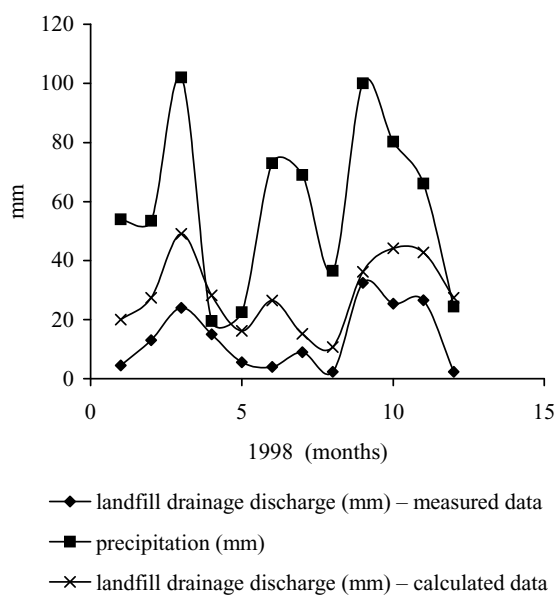 120
100
80
60
40
20
0
mm
0 5 10 15
1998 (months)
landfill drainage discharge (mm) – measured data
precipitation (mm)
landfill drainage discharge (mm) – calculated data